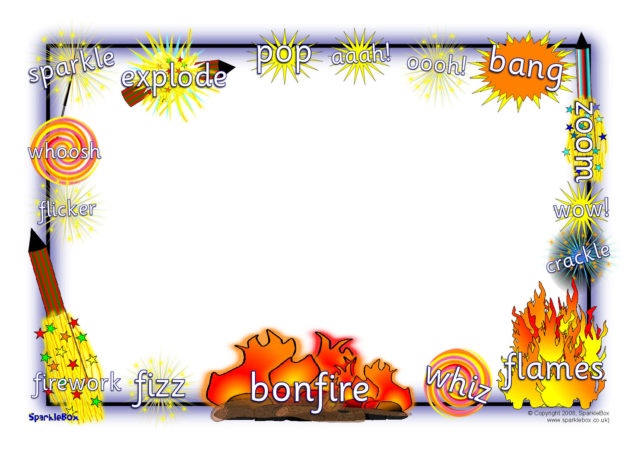 sparkle
explode
pop
aaah!
oooh!
bang
zoom
whoosh
flicker
wow!
crackle
firework
fizz
bonfire
whiz
flames
SparkleBox
© Copyright 2008, SparkleBox
www.sparklebox.co.uk)